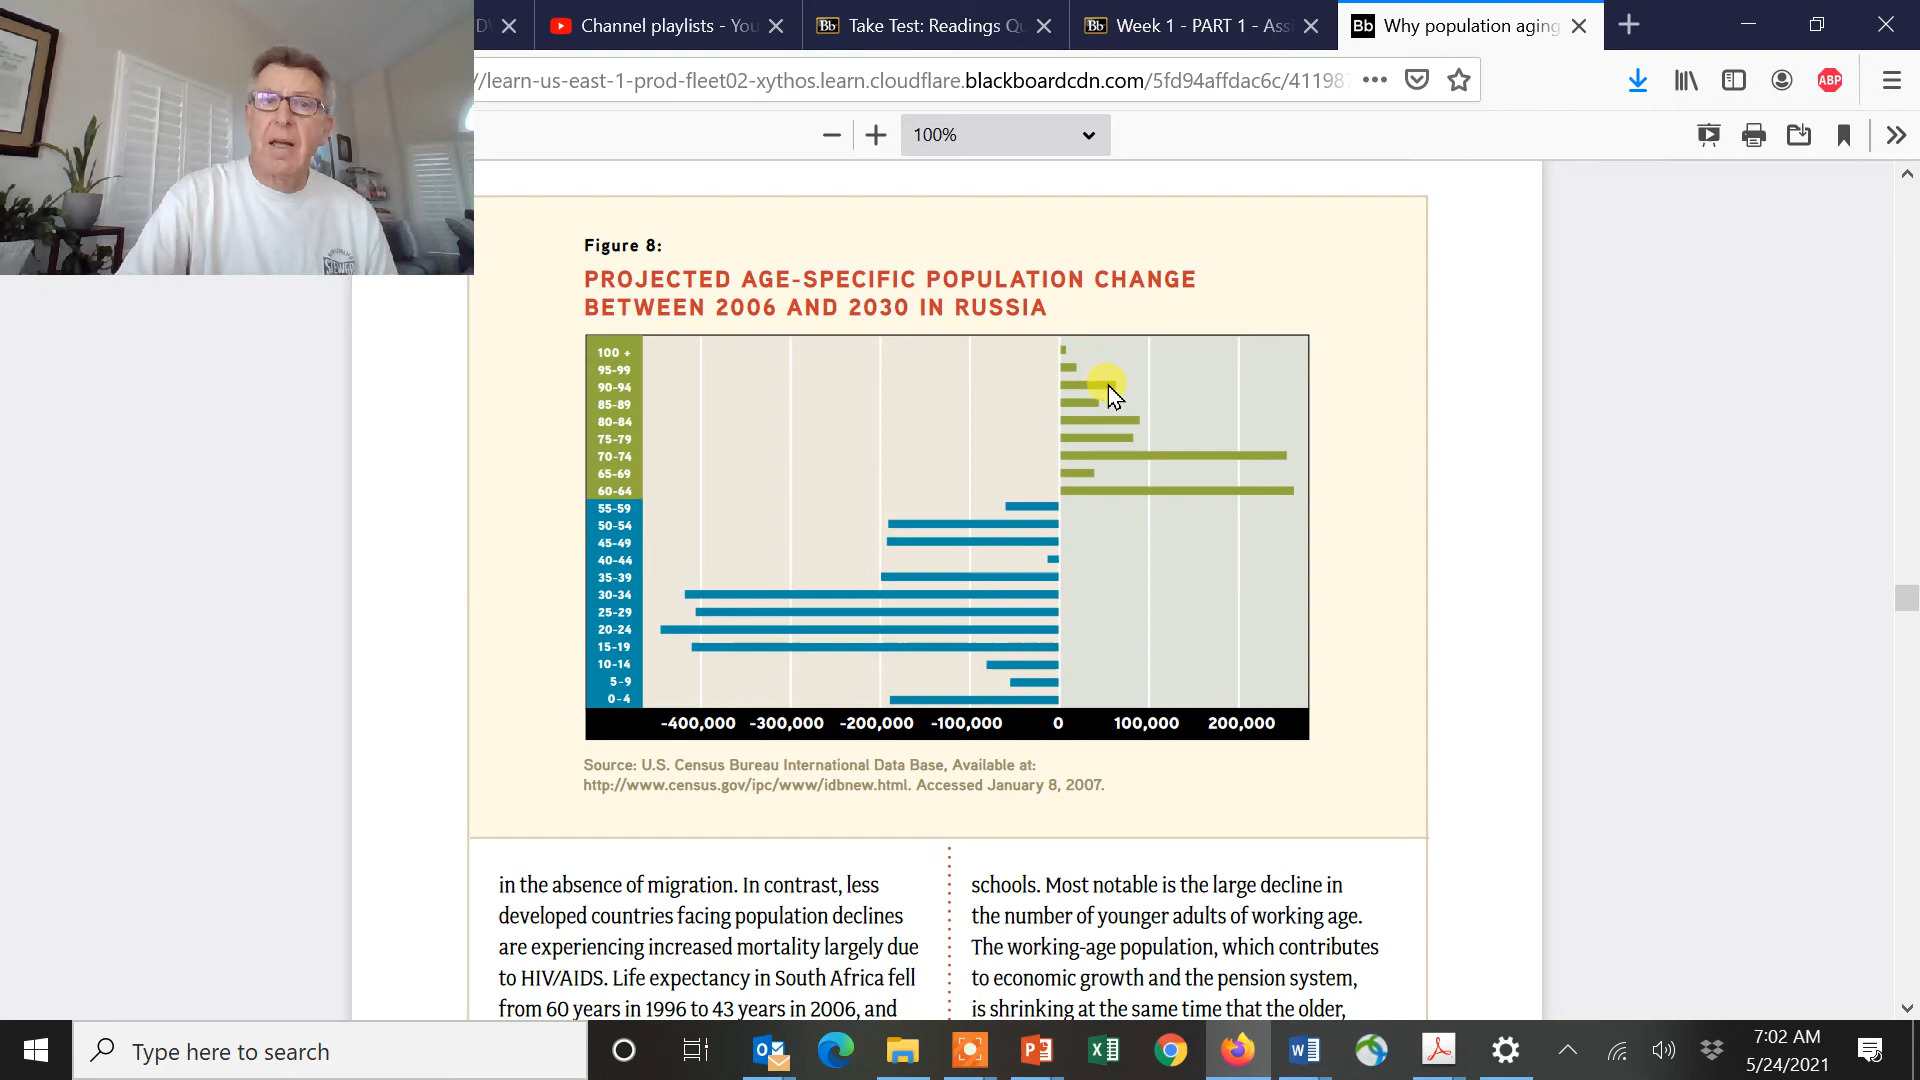 Channel playlists - You
Take Test: Readings Qu
Week 1 - PART 1 - Assi
Why population aging
//learn-us-east-1-prod-fleet02-xythos.learn.cloudflare.blackboardcdn.com/5fd94affdac6c/41198
ABP
100%
Figure 8:
PROJECTED AGE-SPECIFIC POPULATION CHANGE
BETWEEN 2006 AND 2030 IN RUSSIA
100 +
95-99
90-94
85-89
80-84
75-79
70-74
65-69
60-64
55-59
50-54
45-49
40-44
35-39
30-34
25-29
20-24
15-19
10-14
5-9
0-4
-400,000 -300,000 -200,000 -100,000 0 100,000 200,000
Source: U.S. Census Bureau International Data Base, Available at:
http://www.census.gov/ipc/www/idbnew.html. Accessed January 8, 2007.
in the absence of migration. In contrast, less
developed countries facing population declines
are experiencing increased mortality largely due
to HIV/AIDS. Life expectancy in South Africa fell
from 60 years in 1996 to 43 years in 2006, and
schools. Most notable is the large decline in
the number of younger adults of working age.
The working-age population, which contributes
to economic growth and the pension system,
is shrinking at the same time that the older,
Type here to search
7:02 AM
5/24/2021